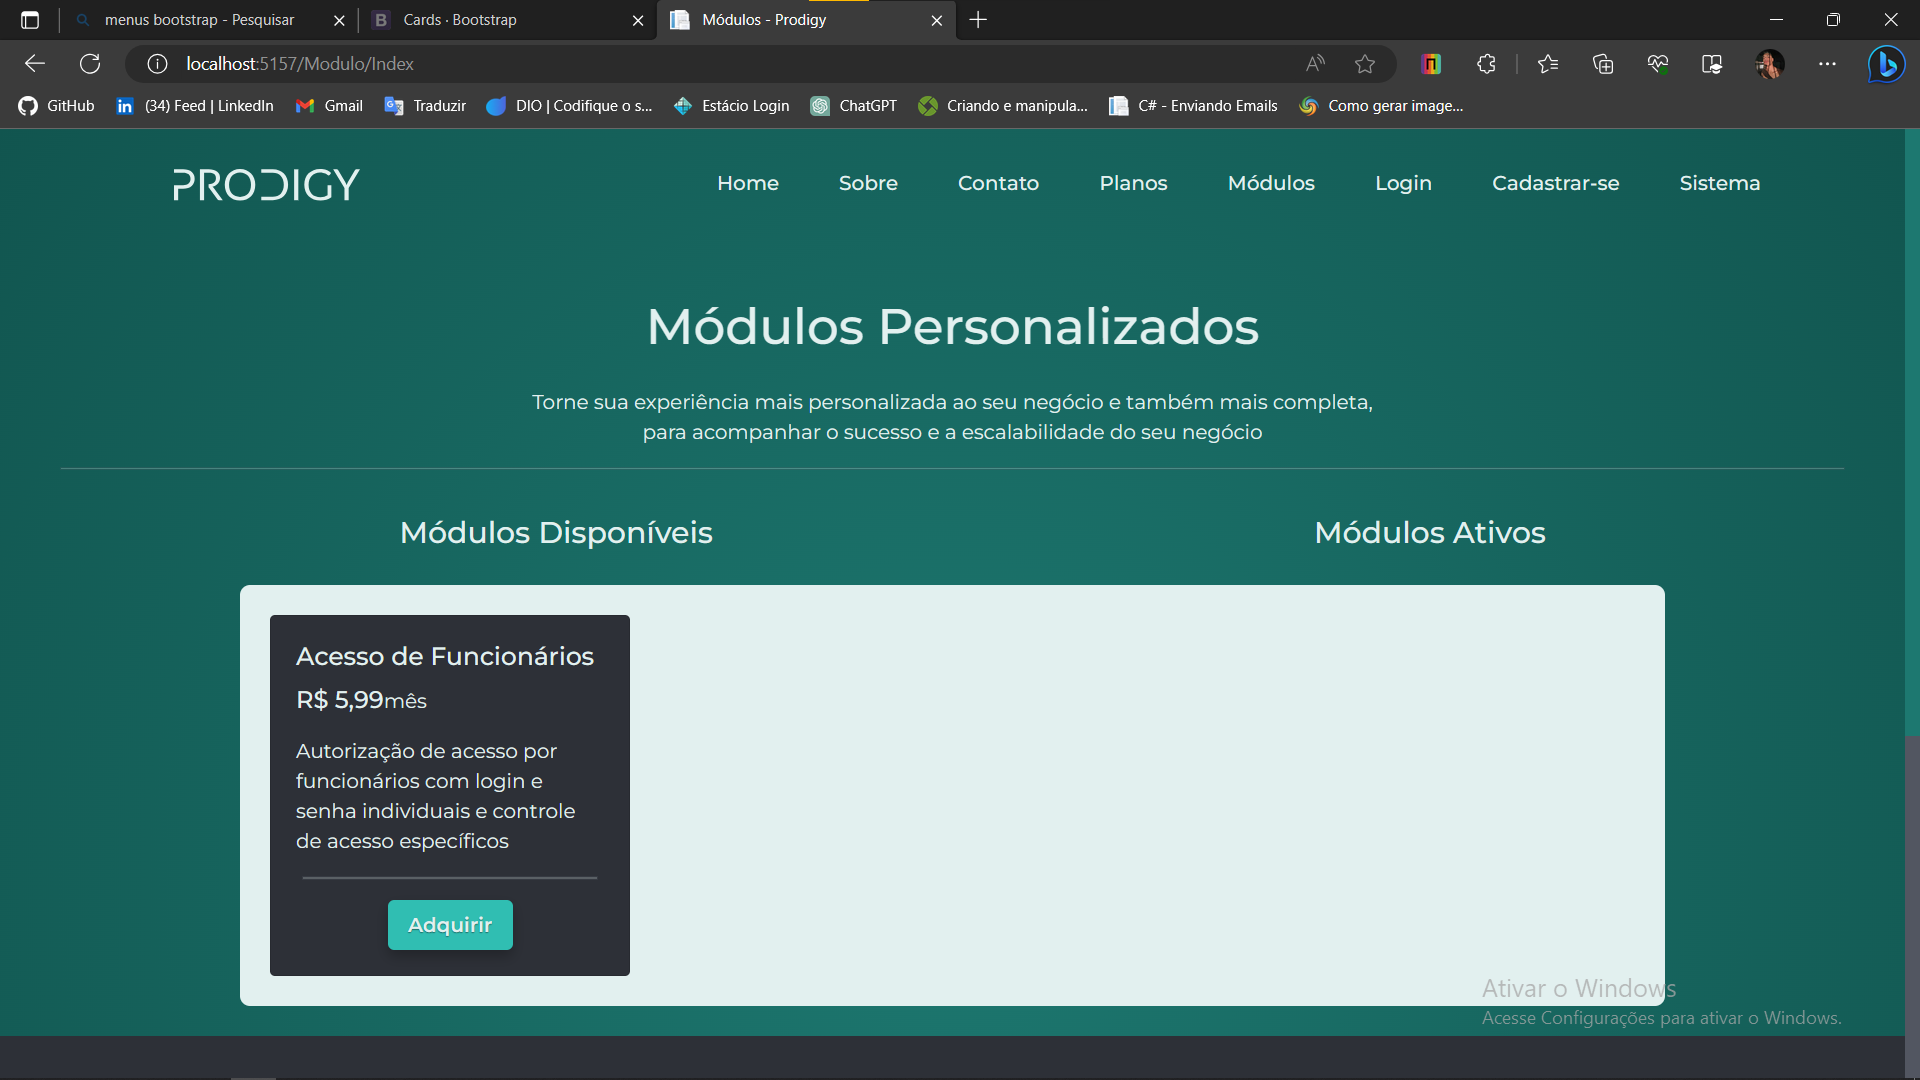 menus bootstrap - Pesquisar
B Cards · Bootstrap
Módulos - Prodigy
localhost:5157/Modulo/Index
GitHub
(34) Feed | LinkedIn
Gmail
Traduzir
DIO | Codifique o s...
Estácio Login
ChatGPT
Criando e manipula...
C# - Enviando Emails
Como gerar image...
PRODIGY
Home
Sobre
Contato
Planos
Módulos
Login
Cadastrar-se
Sistema
Módulos Personalizados
Torne sua experiência mais personalizada ao seu negócio e também mais completa,
para acompanhar o sucesso e a escalabilidade do seu negócio
Módulos Disponíveis
Módulos Ativos
Acesso de Funcionários
R$ 5,99mês
Autorização de acesso por
funcionários com login e
senha individuais e controle
de acesso específicos
Adquirir
Ativar o Windows
Acesse Configurações para ativar o Windows.